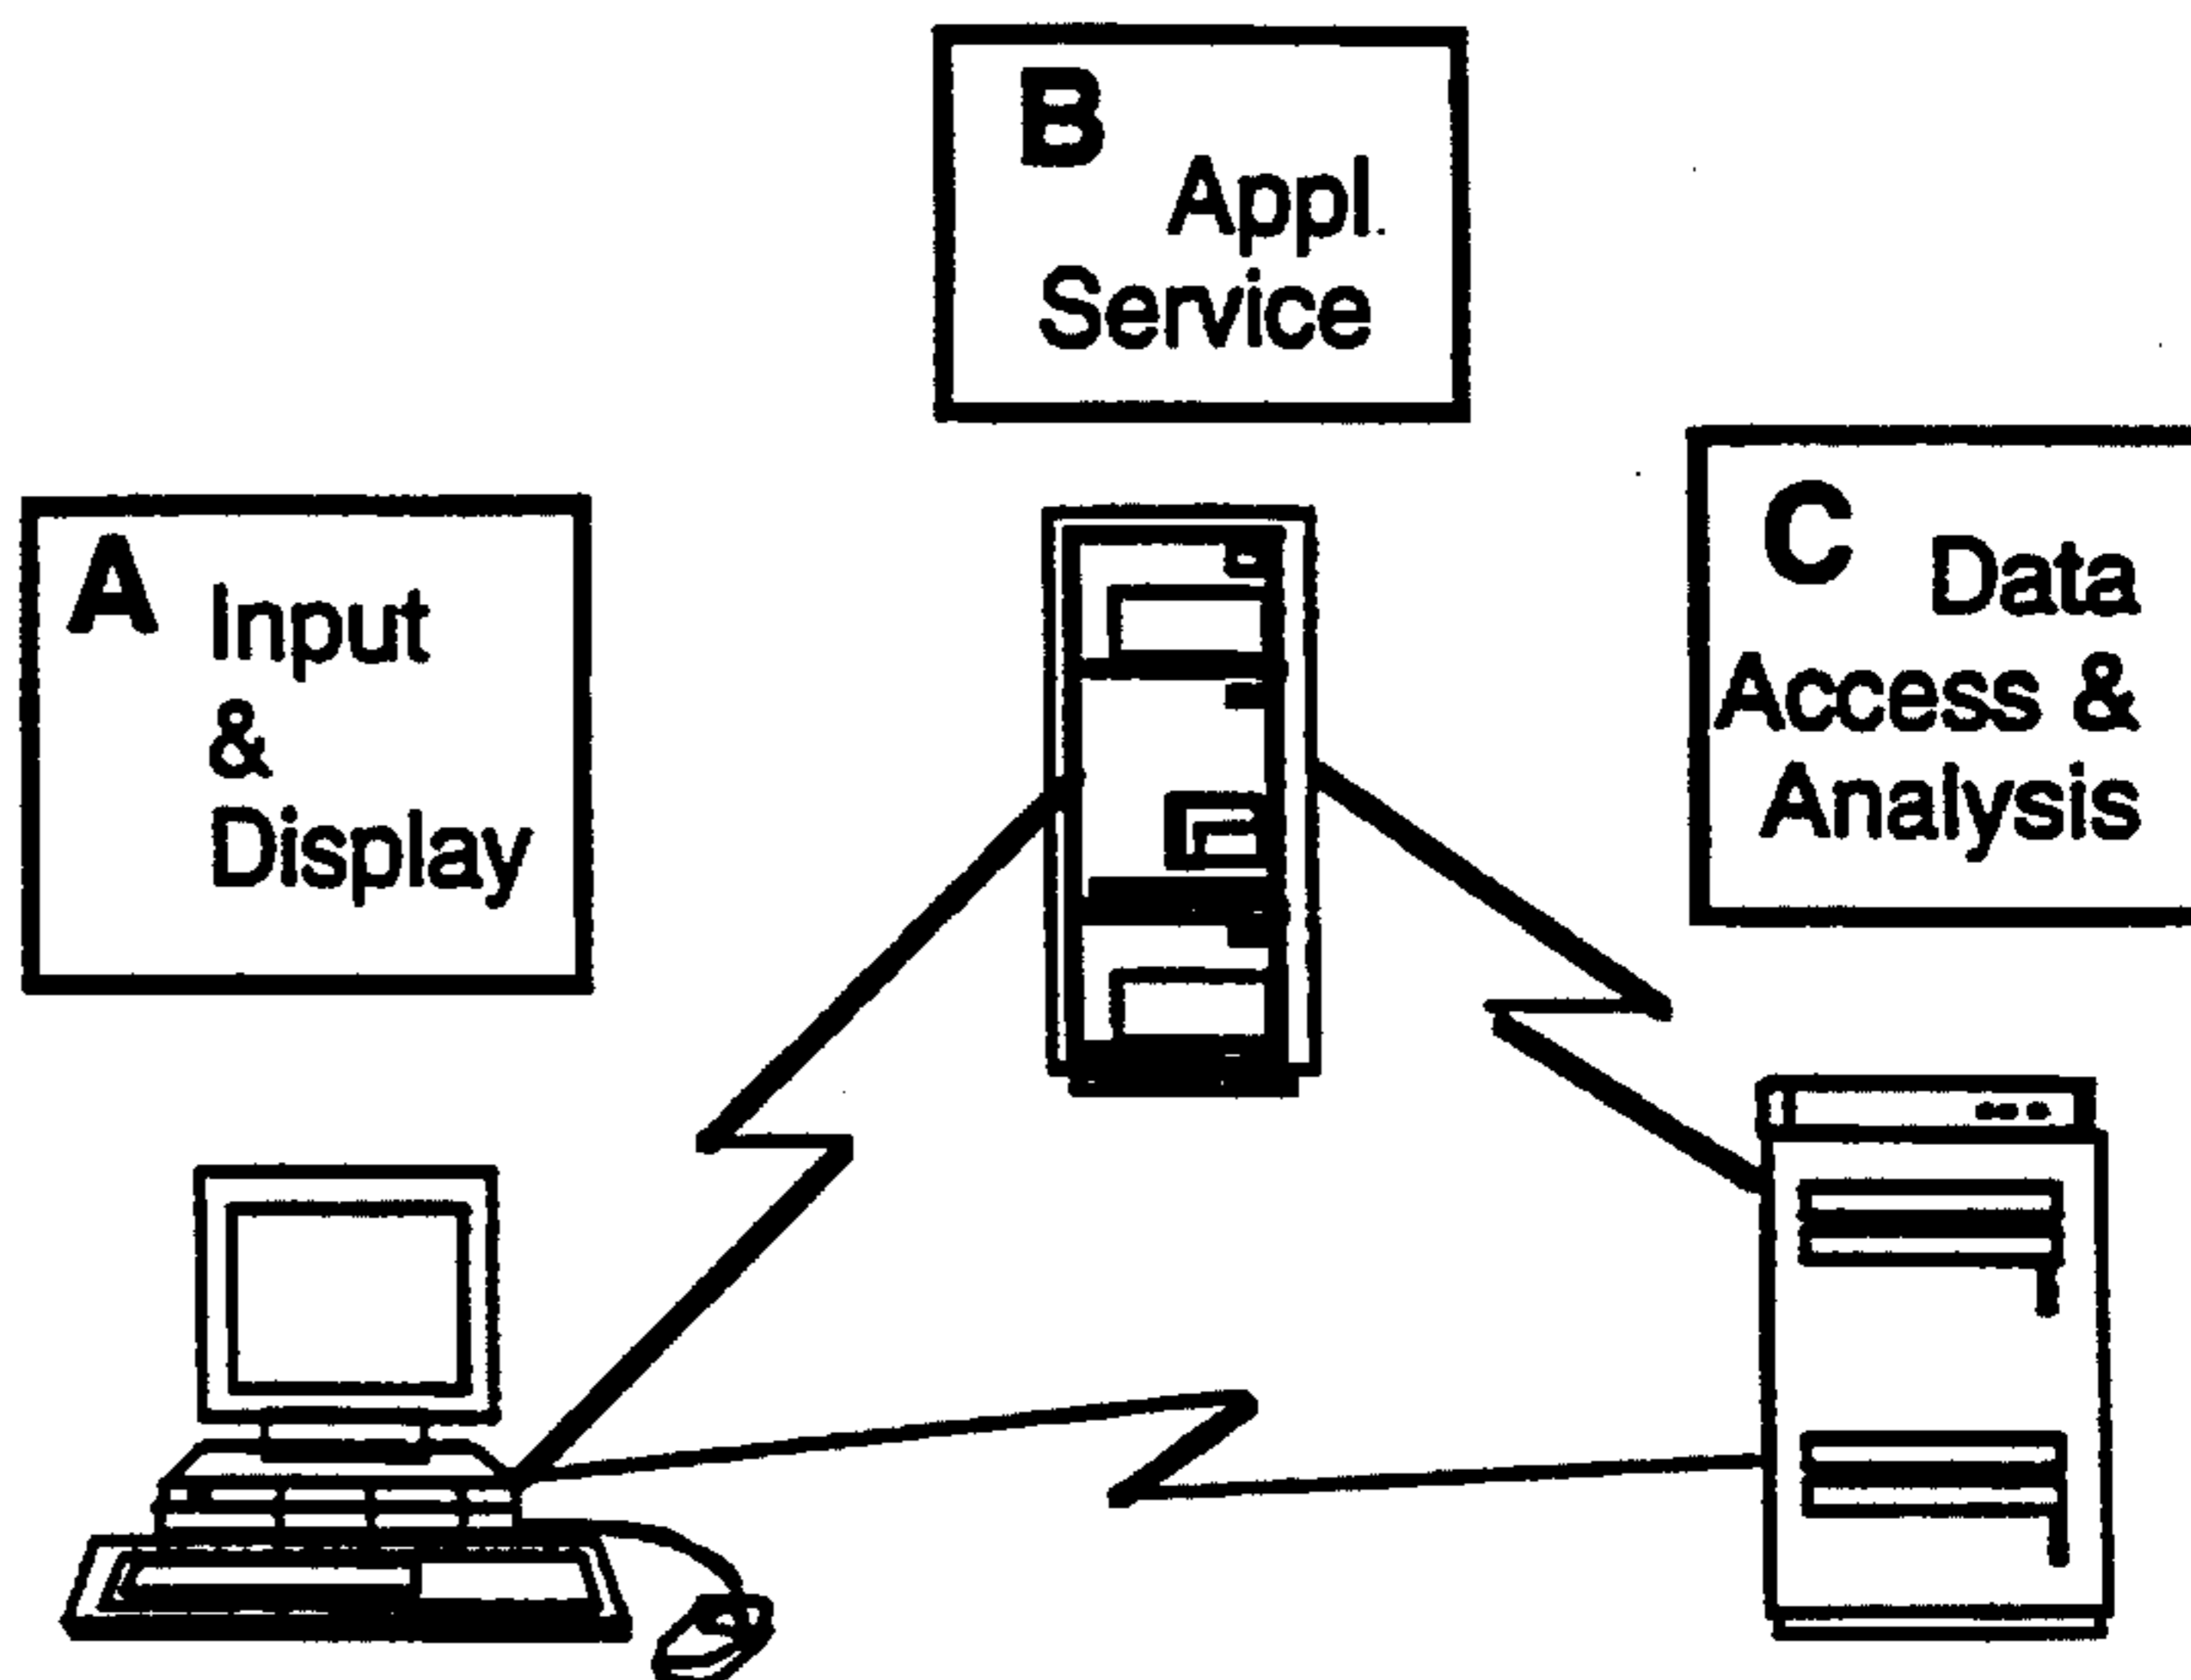 B
Appl.
Service
A Input
&
Display
C Data
Access &
Analysis